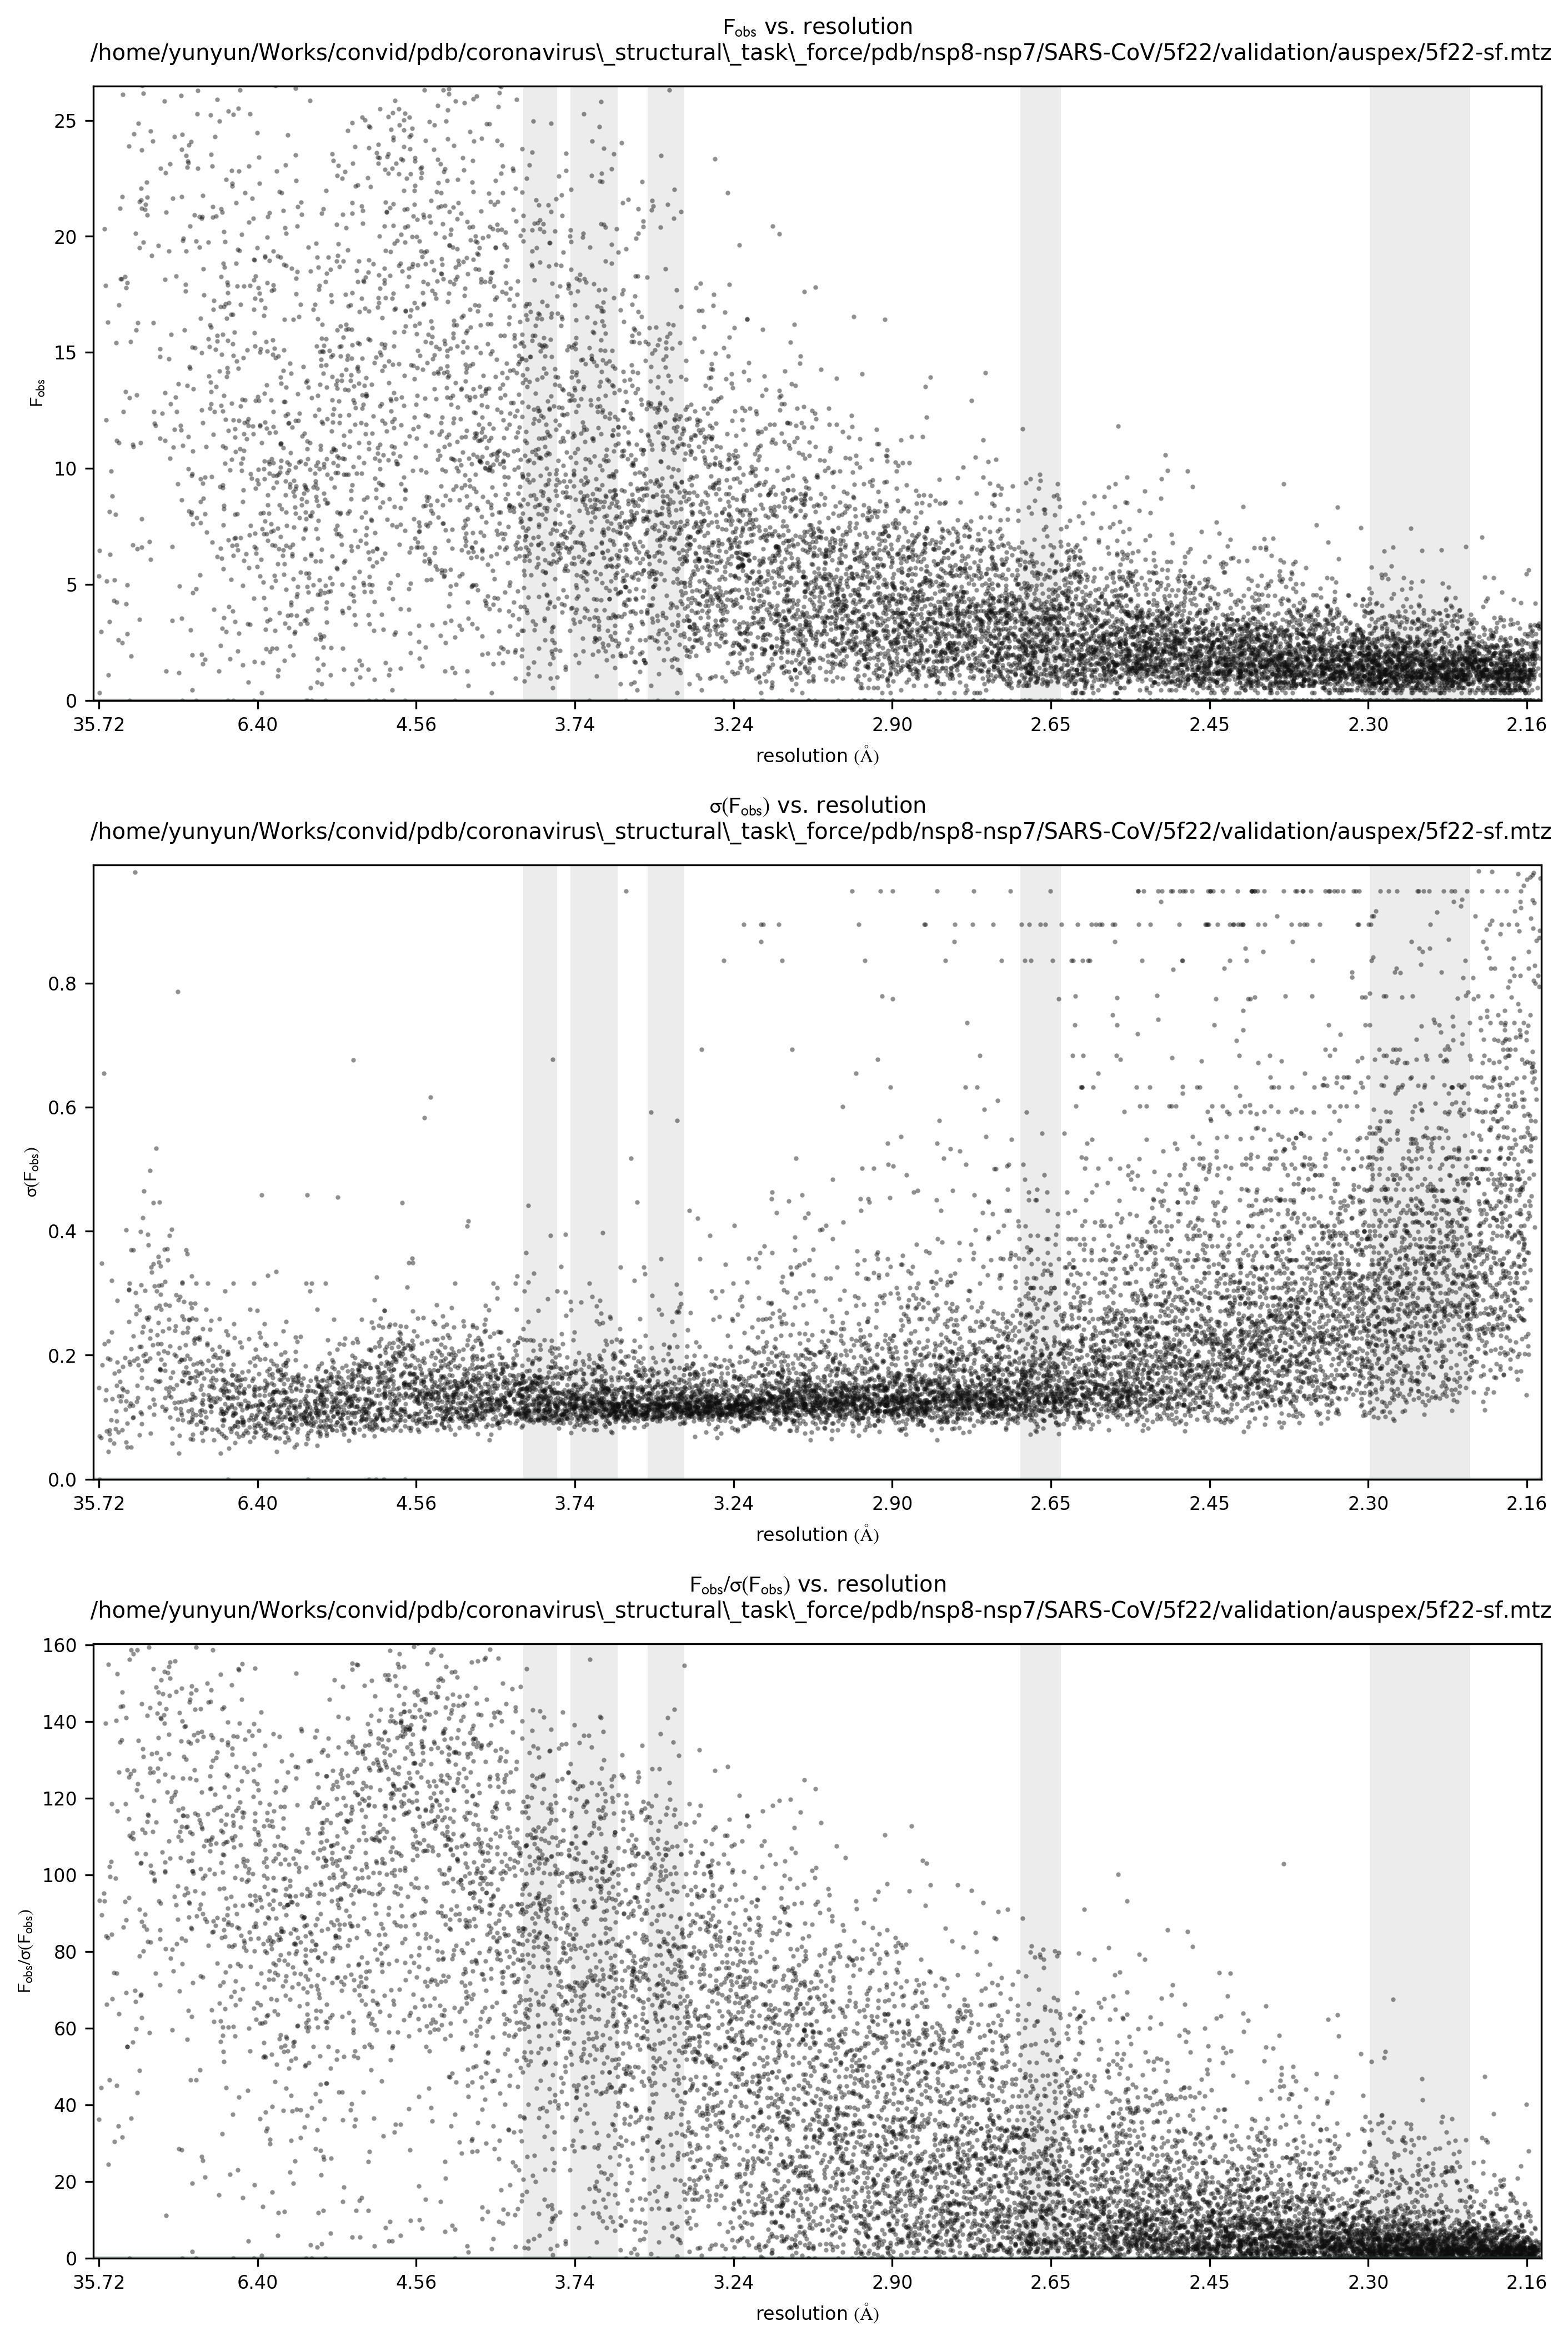 Fobs vs. resolution
/home/yunyun/Works/convid/pdb/coronavirus\_structural\_task\_force/pdb/nsp8-nsp7/SARS-CoV/5f22/validation/auspex/5f22-sf.mtz
25
20
15
10
5
0
Fobs
35.72 6.40 4.56 3.74 3.24 2.90 2.65 2.45 2.30 2.16
resolution (Å)
σ(Fobs) vs. resolution
/home/yunyun/Works/convid/pdb/coronavirus\_structural\_task\_force/pdb/nsp8-nsp7/SARS-CoV/5f22/validation/auspex/5f22-sf.mtz
0.8
0.6
0.4
0.2
0.0
σ(Fobs)
35.72 6.40 4.56 3.74 3.24 2.90 2.65 2.45 2.30 2.16
resolution (Å)
Fobs/σ(Fobs) vs. resolution
/home/yunyun/Works/convid/pdb/coronavirus\_structural\_task\_force/pdb/nsp8-nsp7/SARS-CoV/5f22/validation/auspex/5f22-sf.mtz
160
140
120
100
80
60
40
20
0
Fobs/σ(Fobs)
35.72 6.40 4.56 3.74 3.24 2.90 2.65 2.45 2.30 2.16
resolution (Å)